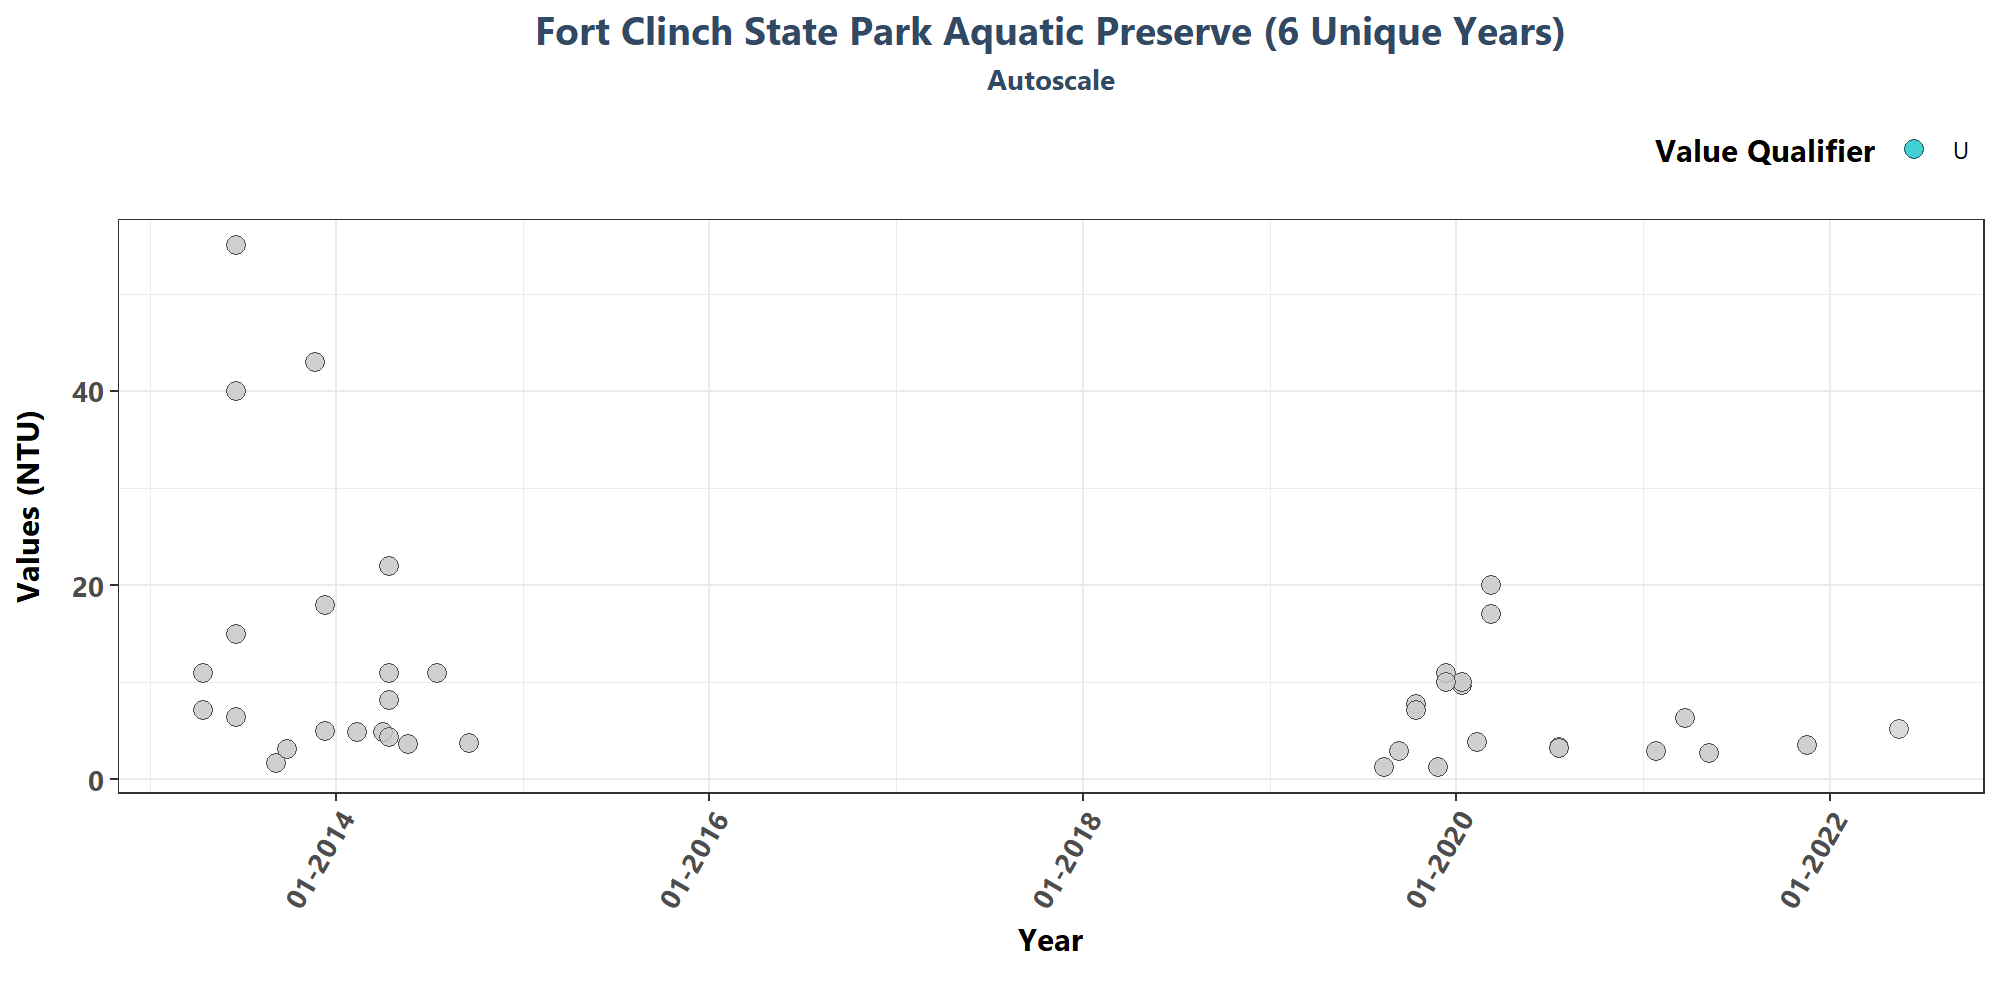 Fort Clinch State Park Aquatic Preserve (6 Unique Years)
Autoscale
Value Qualifier U
Values (NTU)
40
20
0
01-2014 01-2016 01-2018 01-2020 01-2022
Year